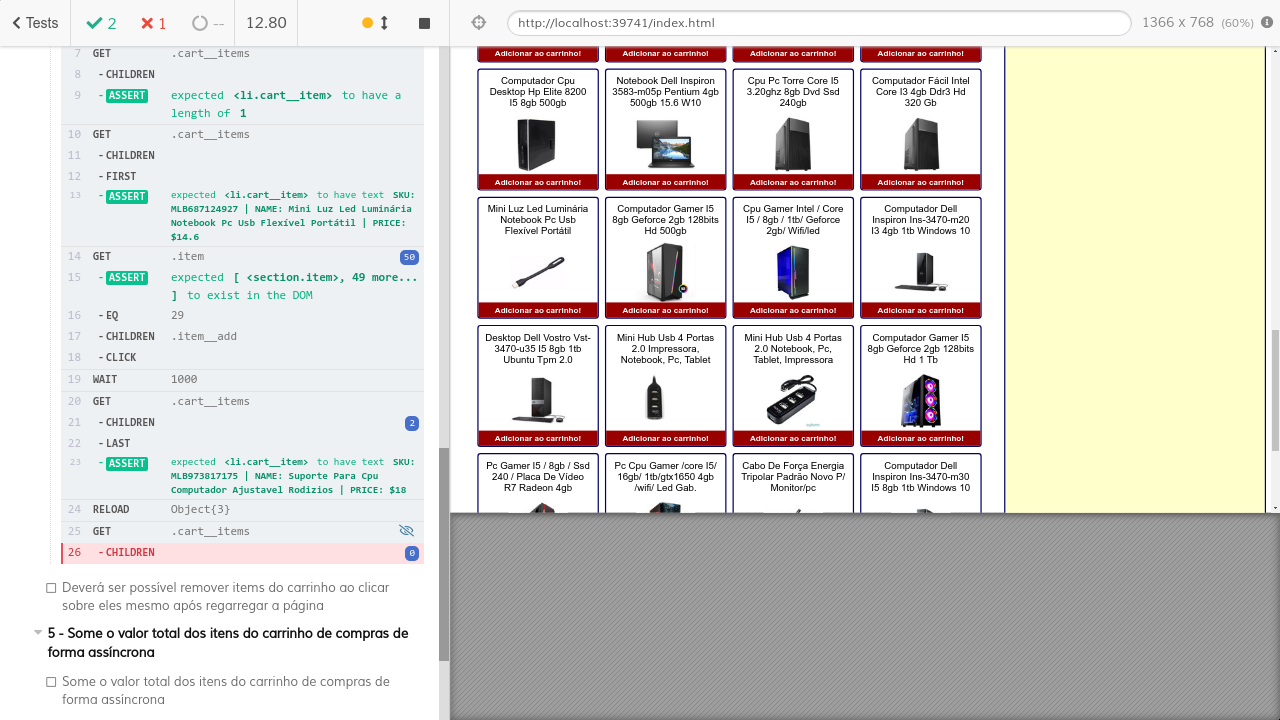 Tests
2
1
--
12.80
http://localhost:39741/index.html
1366 x 768 (60%)
7 GET .cart_items
8 -CHILDREN
9 -ASSERT expected <li.cart__item> to have a
length of 1
10 GET .cart_items
11 -CHILDREN
12 -FIRST
13 -ASSERT expected <li.cart__item> to have text SKU:
MLB687124927 | NAME: Mini Luz Led Luminária
Notebook Pc Usb Flexível Portátil | PRICE:
$14.6
14 GET .item 50
15 -ASSERT expected [ <section.item>, 49 more...
] to exist in the DOM
16 -EQ 29
17 -CHILDREN .item__add
18 -CLICK
19 WAIT 1000
20 GET .cart__items
21 -CHILDREN 2
22 -LAST
23 -ASSERT expected <li.cart__item> to have text SKU:
MLB973817175 | NAME: Suporte Para Cpu
Computador Ajustavel Rodizios | PRICE: $18
24 RELOAD Object{3}
25 GET .cart__items
26 -CHILDREN 0
Deverá ser possível remover items do carrinho ao clicar
sobre eles mesmo após regarregar a página
5 - Some o valor total dos itens do carrinho de compras de
forma assíncrona
Some o valor total dos itens do carrinho de compras de
forma assíncrona
Adicionar ao carrinho! Adicionar ao carrinho! Adicionar ao carrinho! Adicionar ao carrinho!
Computador Cpu
Desktop Hp Elite 8200
I5 8gb 500gb
Adicionar ao carrinho!
Notebook Dell Inspiron
3583-m05p Pentium 4gb
500gb 15.6 W10
Adicionar ao carrinho!
Cpu Pc Torre Core I5
3.20ghz 8gb Dvd Ssd
240gb
Adicionar ao carrinho!
Computador Fácil Intel
Core I3 4gb Ddr3 Hd
320 Gb
Adicionar ao carrinho!
Mini Luz Led Luminária
Notebook Pc Usb
Flexível Portátil
Adicionar ao carrinho!
Computador Gamer I5
8gb Geforce 2gb 128bits
Hd 500gb
Adicionar ao carrinho!
Cpu Gamer Intel / Core
I5 / 8gb / 1tb/ Geforce
2gb/ Wifi/led
Adicionar ao carrinho!
Computador Dell
Inspiron Ins-3470-m20
I3 4gb 1tb Windows 10
Adicionar ao carrinho!
Desktop Dell Vostro Vst-
3470-u35 I5 8gb 1tb
Ubuntu Tpm 2.0
Adicionar ao carrinho!
Mini Hub Usb 4 Portas
2.0 Impressora,
Notebook, Pc, Tablet
Adicionar ao carrinho!
Mini Hub Usb 4 Portas
2.0 Notebook, Pc,
Tablet, Impressora
Adicionar ao carrinho!
Computador Gamer I5
8gb Geforce 2gb 128bits
Hd 1 Tb
Adicionar ao carrinho!
Pc Gamer I5 / 8gb / Ssd
240 / Placa De Vídeo
R7 Radeon 4gb
Pc Cpu Gamer /core I5/
16gb/ 1tb/gtx1650 4gb
/wifi/ Led Gab.
Cabo De Força Energia
Tripolar Padrão Novo P/
Monitor/pc
Computador Dell
Inspiron Ins-3470-m30
I5 8gb 1tb Windows 10